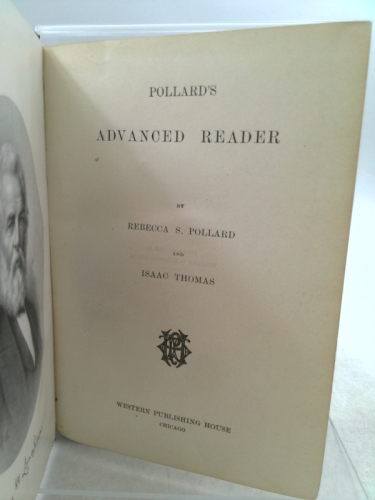 POLLARD'S
ADVANCED READER
BY
REBECCA S. POLLARD
AND
ISAAC THOMAS
WESTERN PUBLISHING HOUSE
CHICAGO